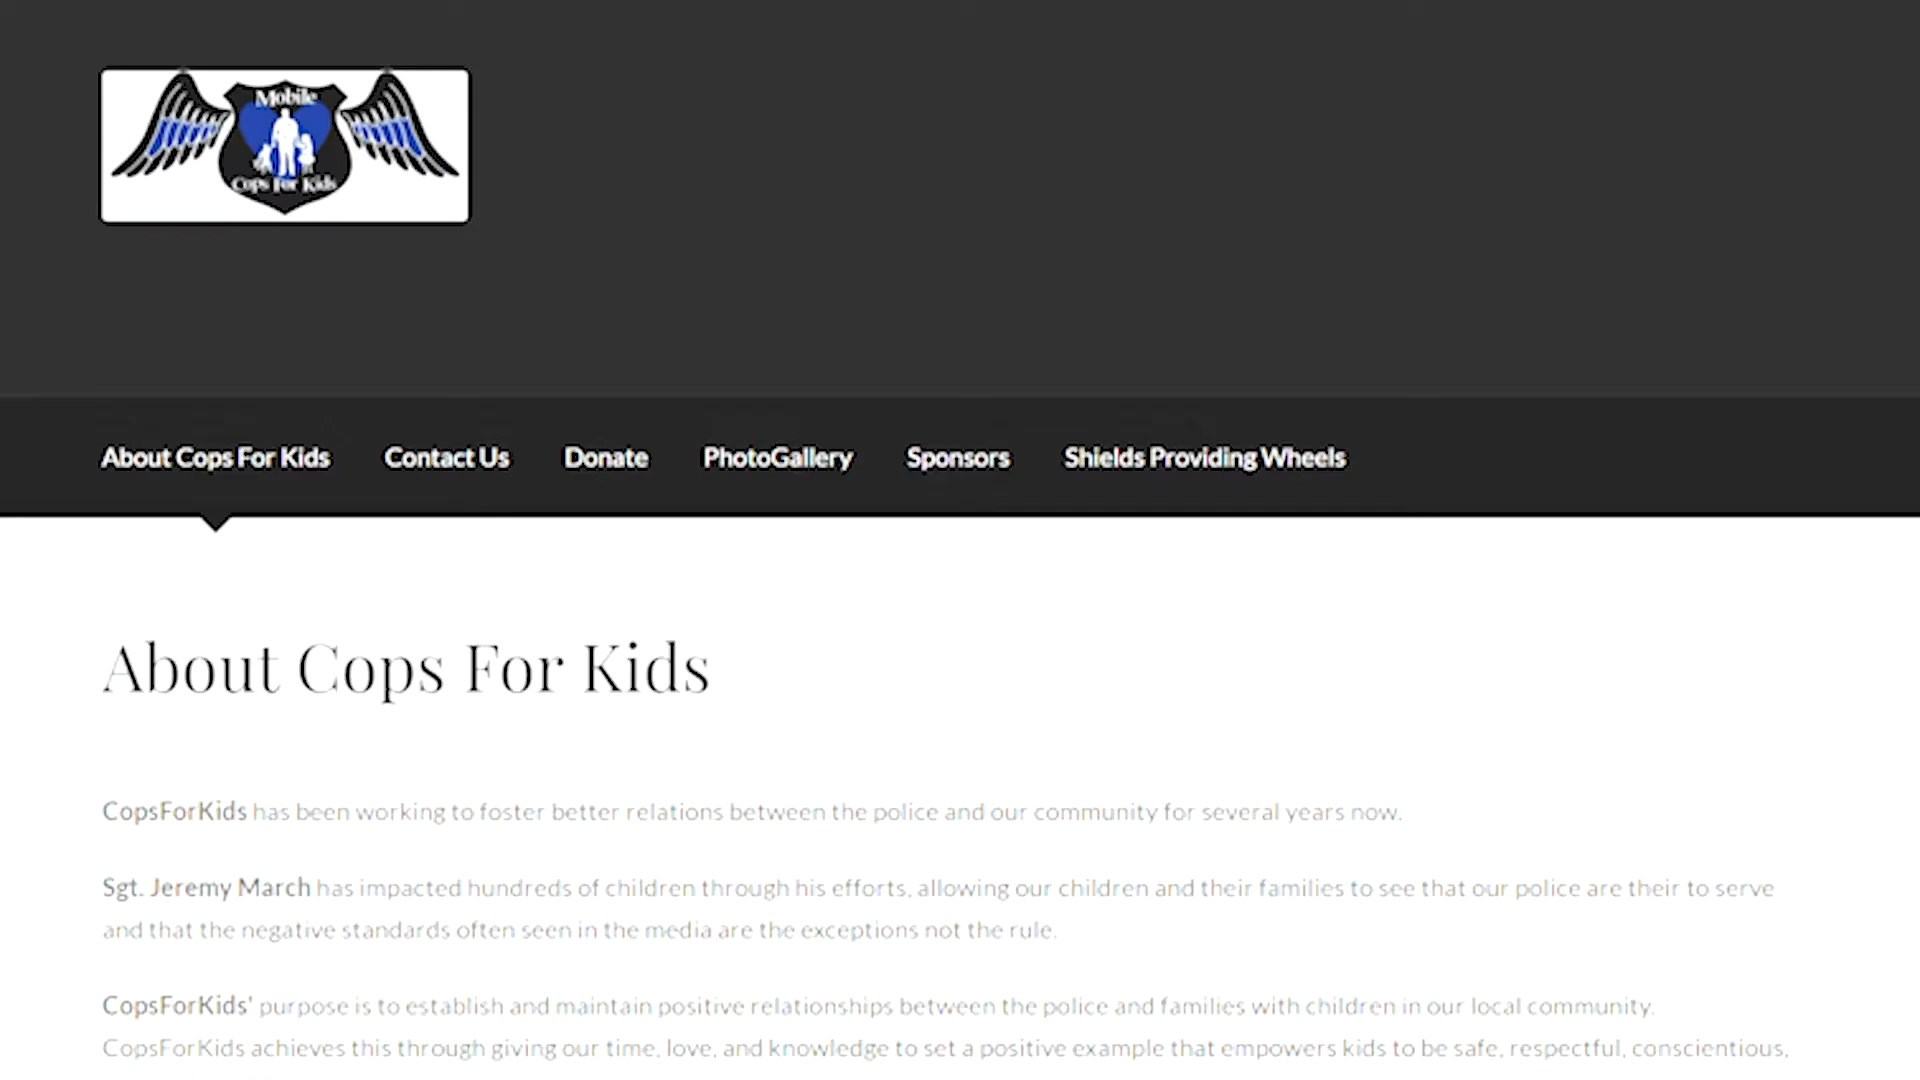 Mobile
Cops For Kids
About Cops For Kids Contact Us Donate PhotoGallery Sponsors Shields Providing Wheels
About Cops For Kids
CopsForKids has been working to foster better relations between the police and our community for several years now.
Sgt. Jeremy March has impacted hundreds of children through his efforts, allowing our children and their families to see that our police are their to serve
and that the negative standards often seen in the media are the exceptions not the rule.
CopsForKids' purpose is to establish and maintain positive relationships between the police and families with children in our local community.
CopsForKids achieves this through giving our time, love, and knowledge to set a positive example that empowers kids to be safe, respectful, conscientious,